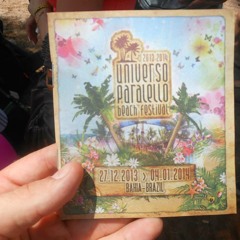 2013-2014
universo
paralello
beach festival
27.12.2013 > 04.01.2014
BAHIA - BRAZIL